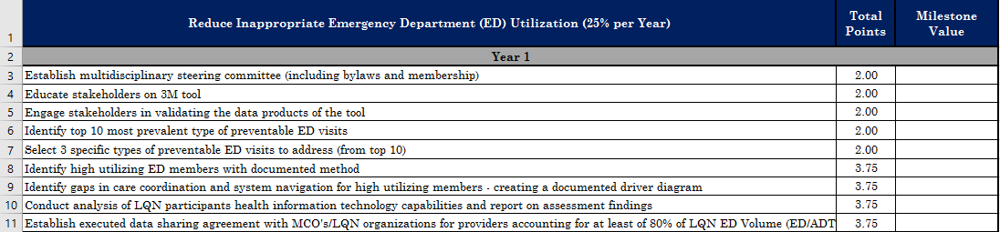 1 Reduce Inappropriate Emergency Department (ED) Utilization (25% per Year) Total Points Milestone Value
2 Year 1
3 Establish multidisciplinary steering committee (including bylaws and membership) 2.00
4 Educate stakeholders on 3M tool 2.00
5 Engage stakeholders in validating the data products of the tool 2.00
6 Identify top 10 most prevalent type of preventable ED visits 2.00
7 Select 3 specific types of preventable ED visits to address (from top 10) 2.00
8 Identify high utilizing ED members with documented method 3.75
9 Identify gaps in care coordination and system navigation for high utilizing members - creating a documented driver diagram 3.75
10 Conduct analysis of LQN participants health information technology capabilities and report on assessment findings 3.75
11 Establish executed data sharing agreement with MCO's/LQN organizations for providers accounting for at least of 80% of LQN ED Volume (ED/ADT 3.75